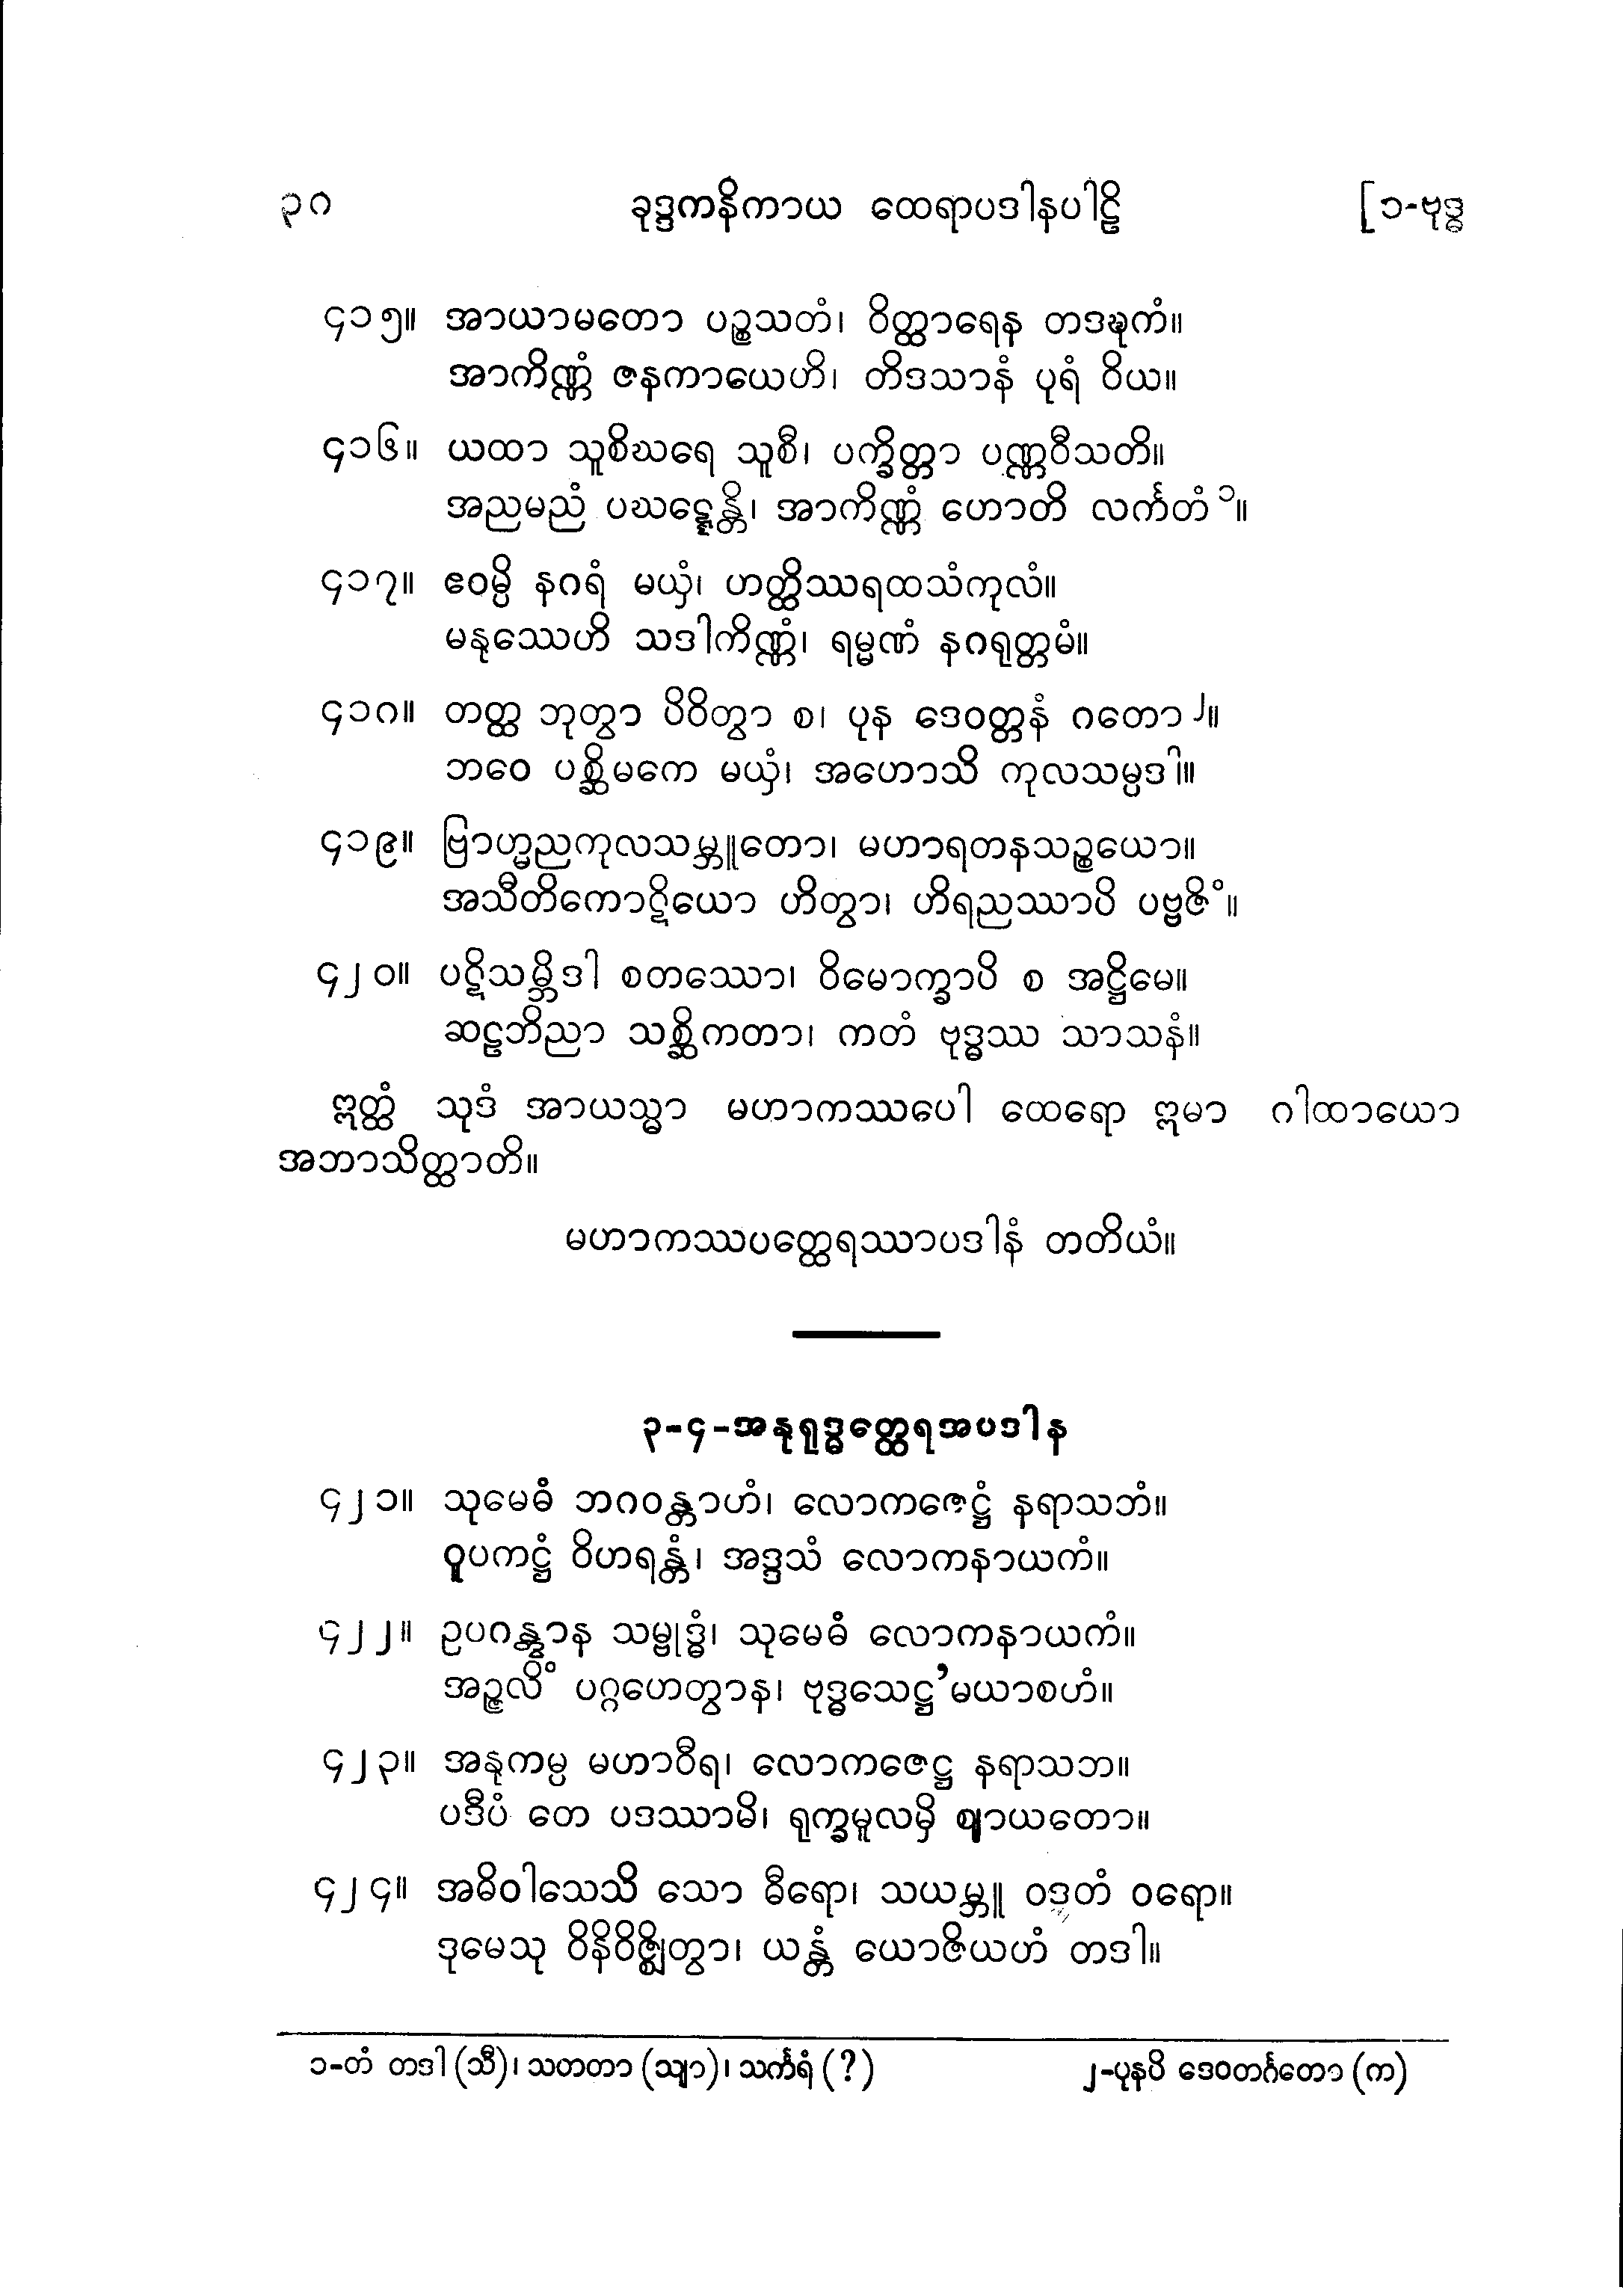 ၃၈ ခုဒ္ဒကနိကာယ ထေရာပဒါနပါဠိ [၁-ဗုဒ္ဓ
၄၁၅။ အာယာမတော ပဉ္စသတံ၊ ဝိတ္ထာရေန တဒဍ္ဎကံ။
အာကိဏ္ဏံ ဇနကာယေဟိ၊ တိဒသာနံ ပုရံ ဝိယ။
၄၁၆။ ယထာ သူစိဃရေ သူစီ၊ ပက္ခိတ္တာ ပဏ္ဏဝီသတိ။
အညမညံ ပဃဋ္ဋေန္တိ၊ အာကိဏ္ဏံ ဟောတိ လင်္ကတံ ၁။
၄၁၇။ ဧဝမ္ပိ နဂရံ မယှံ၊ ဟတ္ထိဿရထသံကုလံ။
မနုဿေဟိ သဒါကိဏ္ဏံ၊ ရမ္မဏံ နဂရုတ္တမံ။
၄၁၈။ တတ္ထ ဘုတွာ ပိဝိတွာ စ၊ ပုန ဒေဝတ္တနံ ဂတော ၂။
ဘဝေ ပစ္ဆိမကေ မယှံ၊ အဟောသိ ကုလသမ္ပဒါ။
၄၁၉။ ဗြာဟ္မညကုလသမ္ဘူတော၊ မဟာရတနသဉ္စယော။
အသီတိကောဋိယော ဟိတွာ၊ ဟိရညဿာပိ ပဗ္ဗဇိံ။
၄၂၀။ ပဋိသမ္ဘိဒါ စတဿော၊ ဝိမောက္ခာပိ စ အဋ္ဌိမေ။
ဆဠဘိညာ သစ္ဆိကတာ၊ ကတံ ဗုဒ္ဓဿ သာသနံ။
ဣတ္ထံ သုဒံ အာယသ္မာ မဟာကဿပေါ ထေရော ဣမာ ဂါထာယော
အဘာသိတ္ထာတိ။
မဟာကဿပတ္ထေရဿာပဒါနံ တတိယံ။
၃-၄-အနုရုဒ္ဓတ္ထေရအပဒါန
၄၂၁။ သုမေဓံ ဘဂဝန္တာဟံ၊ လောကဇေဋ္ဌံ နရာသဘံ။
ဝူပကဋ္ဌံ ဝိဟရန္တံ၊ အဒ္ဒသံ လောကနာယကံ။
၄၂၂။ ဥပဂန္တွာန သမ္ဗုဒ္ဓံ၊ သုမေဓံ လောကနာယကံ။
အဉ္ဇလိံ ပဂ္ဂဟေတွာန၊ ဗုဒ္ဓသေဋ္ဌ’မယာစဟံ။
၄၂၃။ အနုကမ္ပ မဟာဝီရ၊ လောကဇေဋ္ဌ နရာသဘ။
ပဒီပံ တေ ပဒဿာမိ၊ ရုက္ခမူလမှိ ဈာယတော။
၄၂၄။ အဓိဝါသေသိ သော ဓီရော၊ သယမ္ဘူ ဝဒတံ ဝရော။
ဒုမေသု ဝိနိဝိဇ္ဈိတွာ၊ ယန္တံ ယောဇိယဟံ တဒါ။
၁-တံ တဒါ (သီ)၊ သတတာ (သျာ)၊ သင်္ကရံ (?) ၂-ပုနပိ ဒေဝတင်္ဂတော (က)